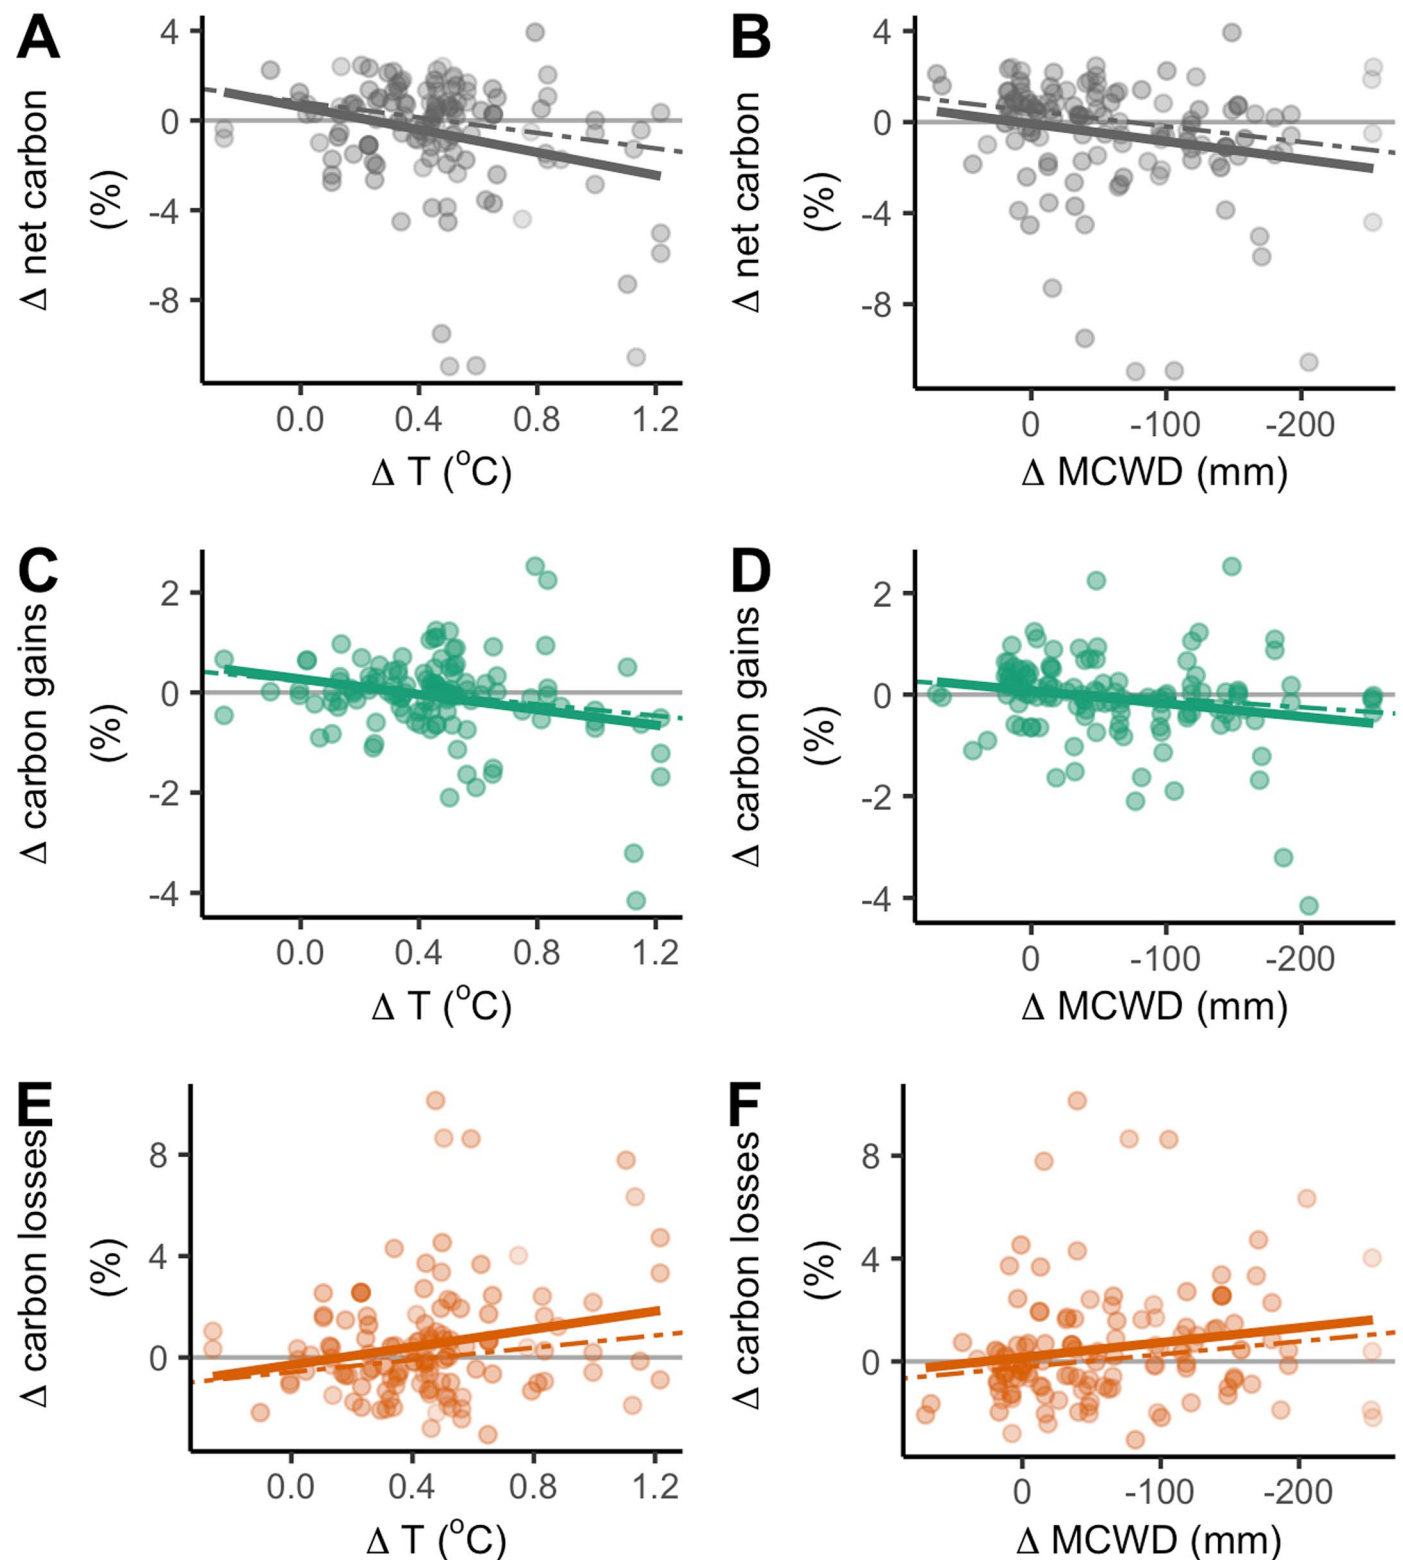 A
Δ net carbon
(%)
4
0
-4
-8
0.0 0.4 0.8 1.2
Δ T (°C)
B
Δ net carbon
(%)
4
0
-4
-8
0 -100 -200
Δ MCWD (mm)
C
Δ carbon gains
(%)
2
0
-2
-4
0.0 0.4 0.8 1.2
Δ T (°C)
D
Δ carbon gains
(%)
2
0
-2
-4
0 -100 -200
Δ MCWD (mm)
E
Δ carbon losses
(%)
8
4
0
0.0 0.4 0.8 1.2
Δ T (°C)
F
Δ carbon losses
(%)
8
4
0
0 -100 -200
Δ MCWD (mm)